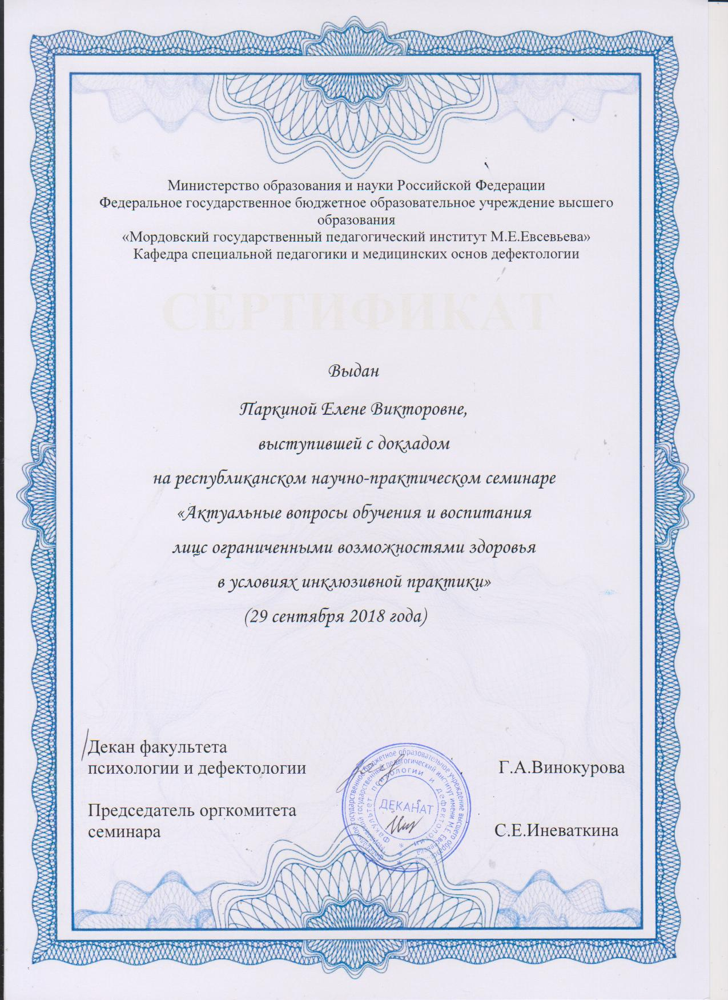 Министерство образования и науки Российской Федерации
Федеральное государственное бюджетное образовательное учреждение высшего
образования
«Мордовский государственный педагогический институт М.Е.Евсевьева»
Кафедра специальной педагогики и медицинских основ дефектологии
СЕРТИФИКАТ
Выдан
Паркиной Елене Викторовне,
выступившей с докладом
на республиканском научно-практическом семинаре
«Актуальные вопросы обучения и воспитания
лицс ограниченными возможностями здоровья
в условиях инклюзивной практики»
(29 сентября 2018 года)
Декан факультета
психологии и дефектологии Г.А.Винокурова
Председатель оргкомитета
семинара С.Е.Иневаткина
Федеральное государственное бюджетное образовательное учреждение высшего
государственный педагогический институт имени М.Е. Евсевьева
Факультет психологии и дефектологии
ДЕКАНАТ